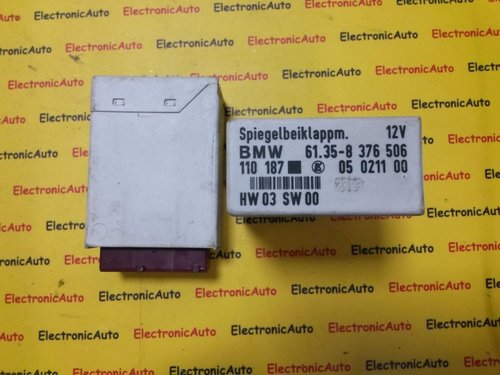 ElectronicAuto
Spiegelbeiklappm. 12V
BMW 61.35-8 376 506
110 187 05 0211 00
HW 03 SW 00